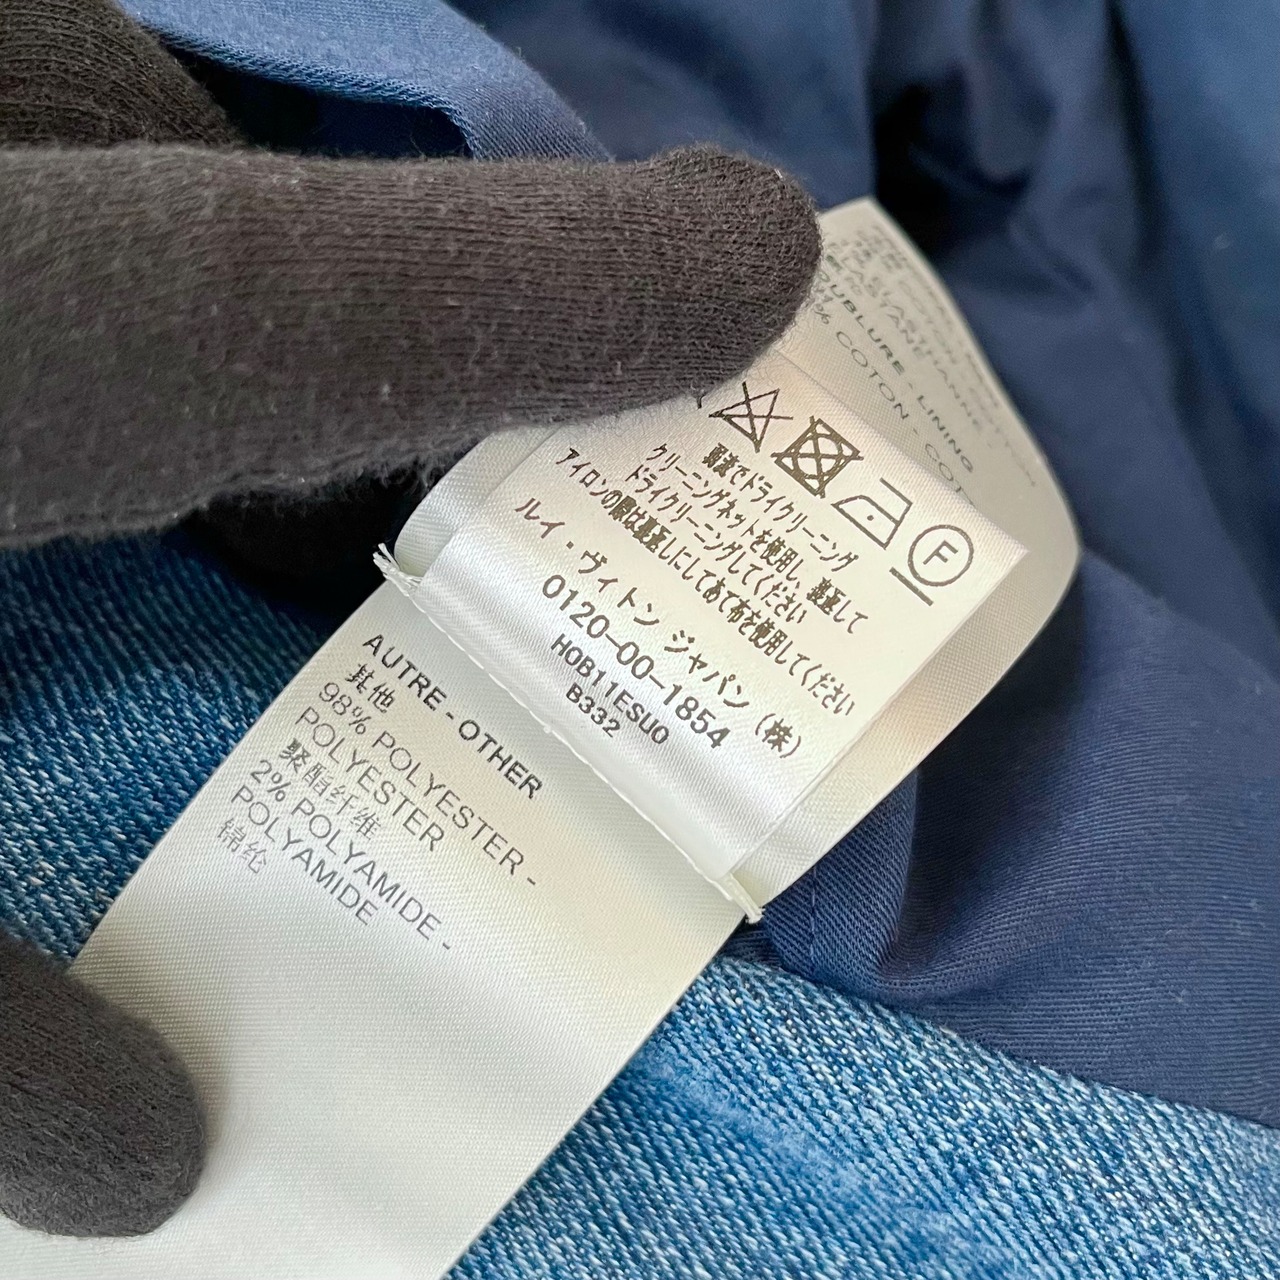 DOUBLURE - LINING
% COTON - COT
F
弱流でドライクリーニング
クリーニングネットを使用し、裏返して
ドライクリーニングしてください
アイロンの際は裏返しにしてあて布を使用してください
ルイ・ヴィトン ジャパン (株)
0120-00-1854
H0B11ESU0
B332
AUTRE - OTHER
其他
98% POLYESTER -
POLYESTER
聚酯纤维
2% POLYAMIDE -
POLYAMIDE
锦纶